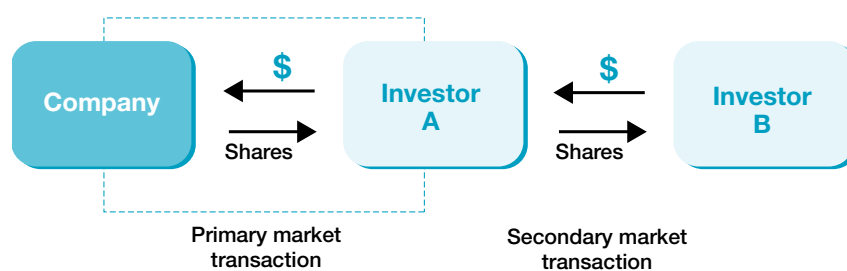 $
$
Company
Investor
A
Investor
B
Shares
Shares
Primary market
transaction
Secondary market
transaction